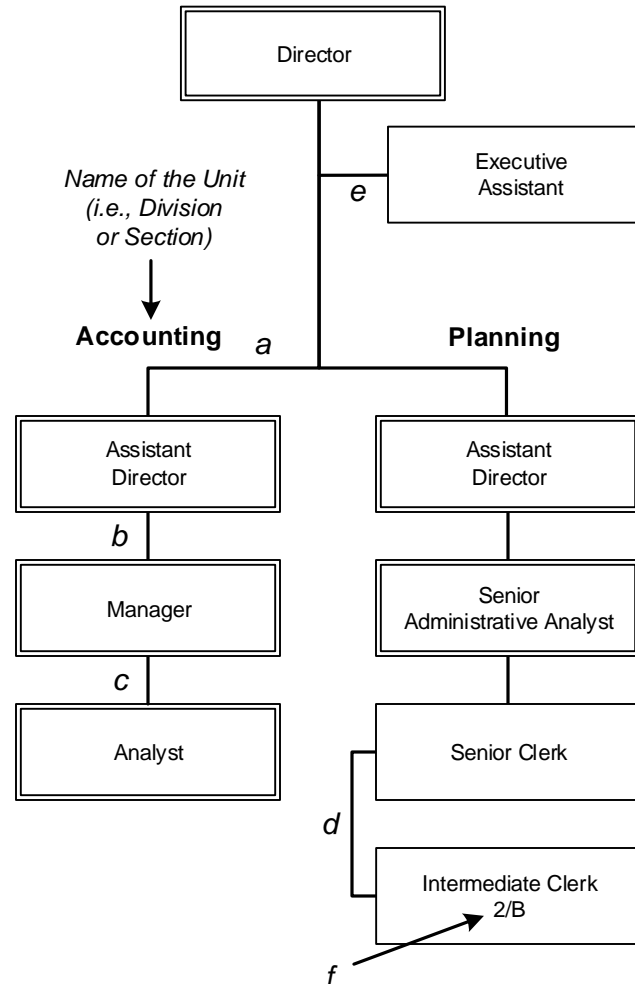 Director
Executive
Assistant
e
Name of the Unit
(i.e., Division
or Section)
Accounting
a
Planning
Assistant
Director
Assistant
Director
b
Manager
Senior
Administrative Analyst
c
Analyst
Senior Clerk
d
Intermediate Clerk
2/B
f